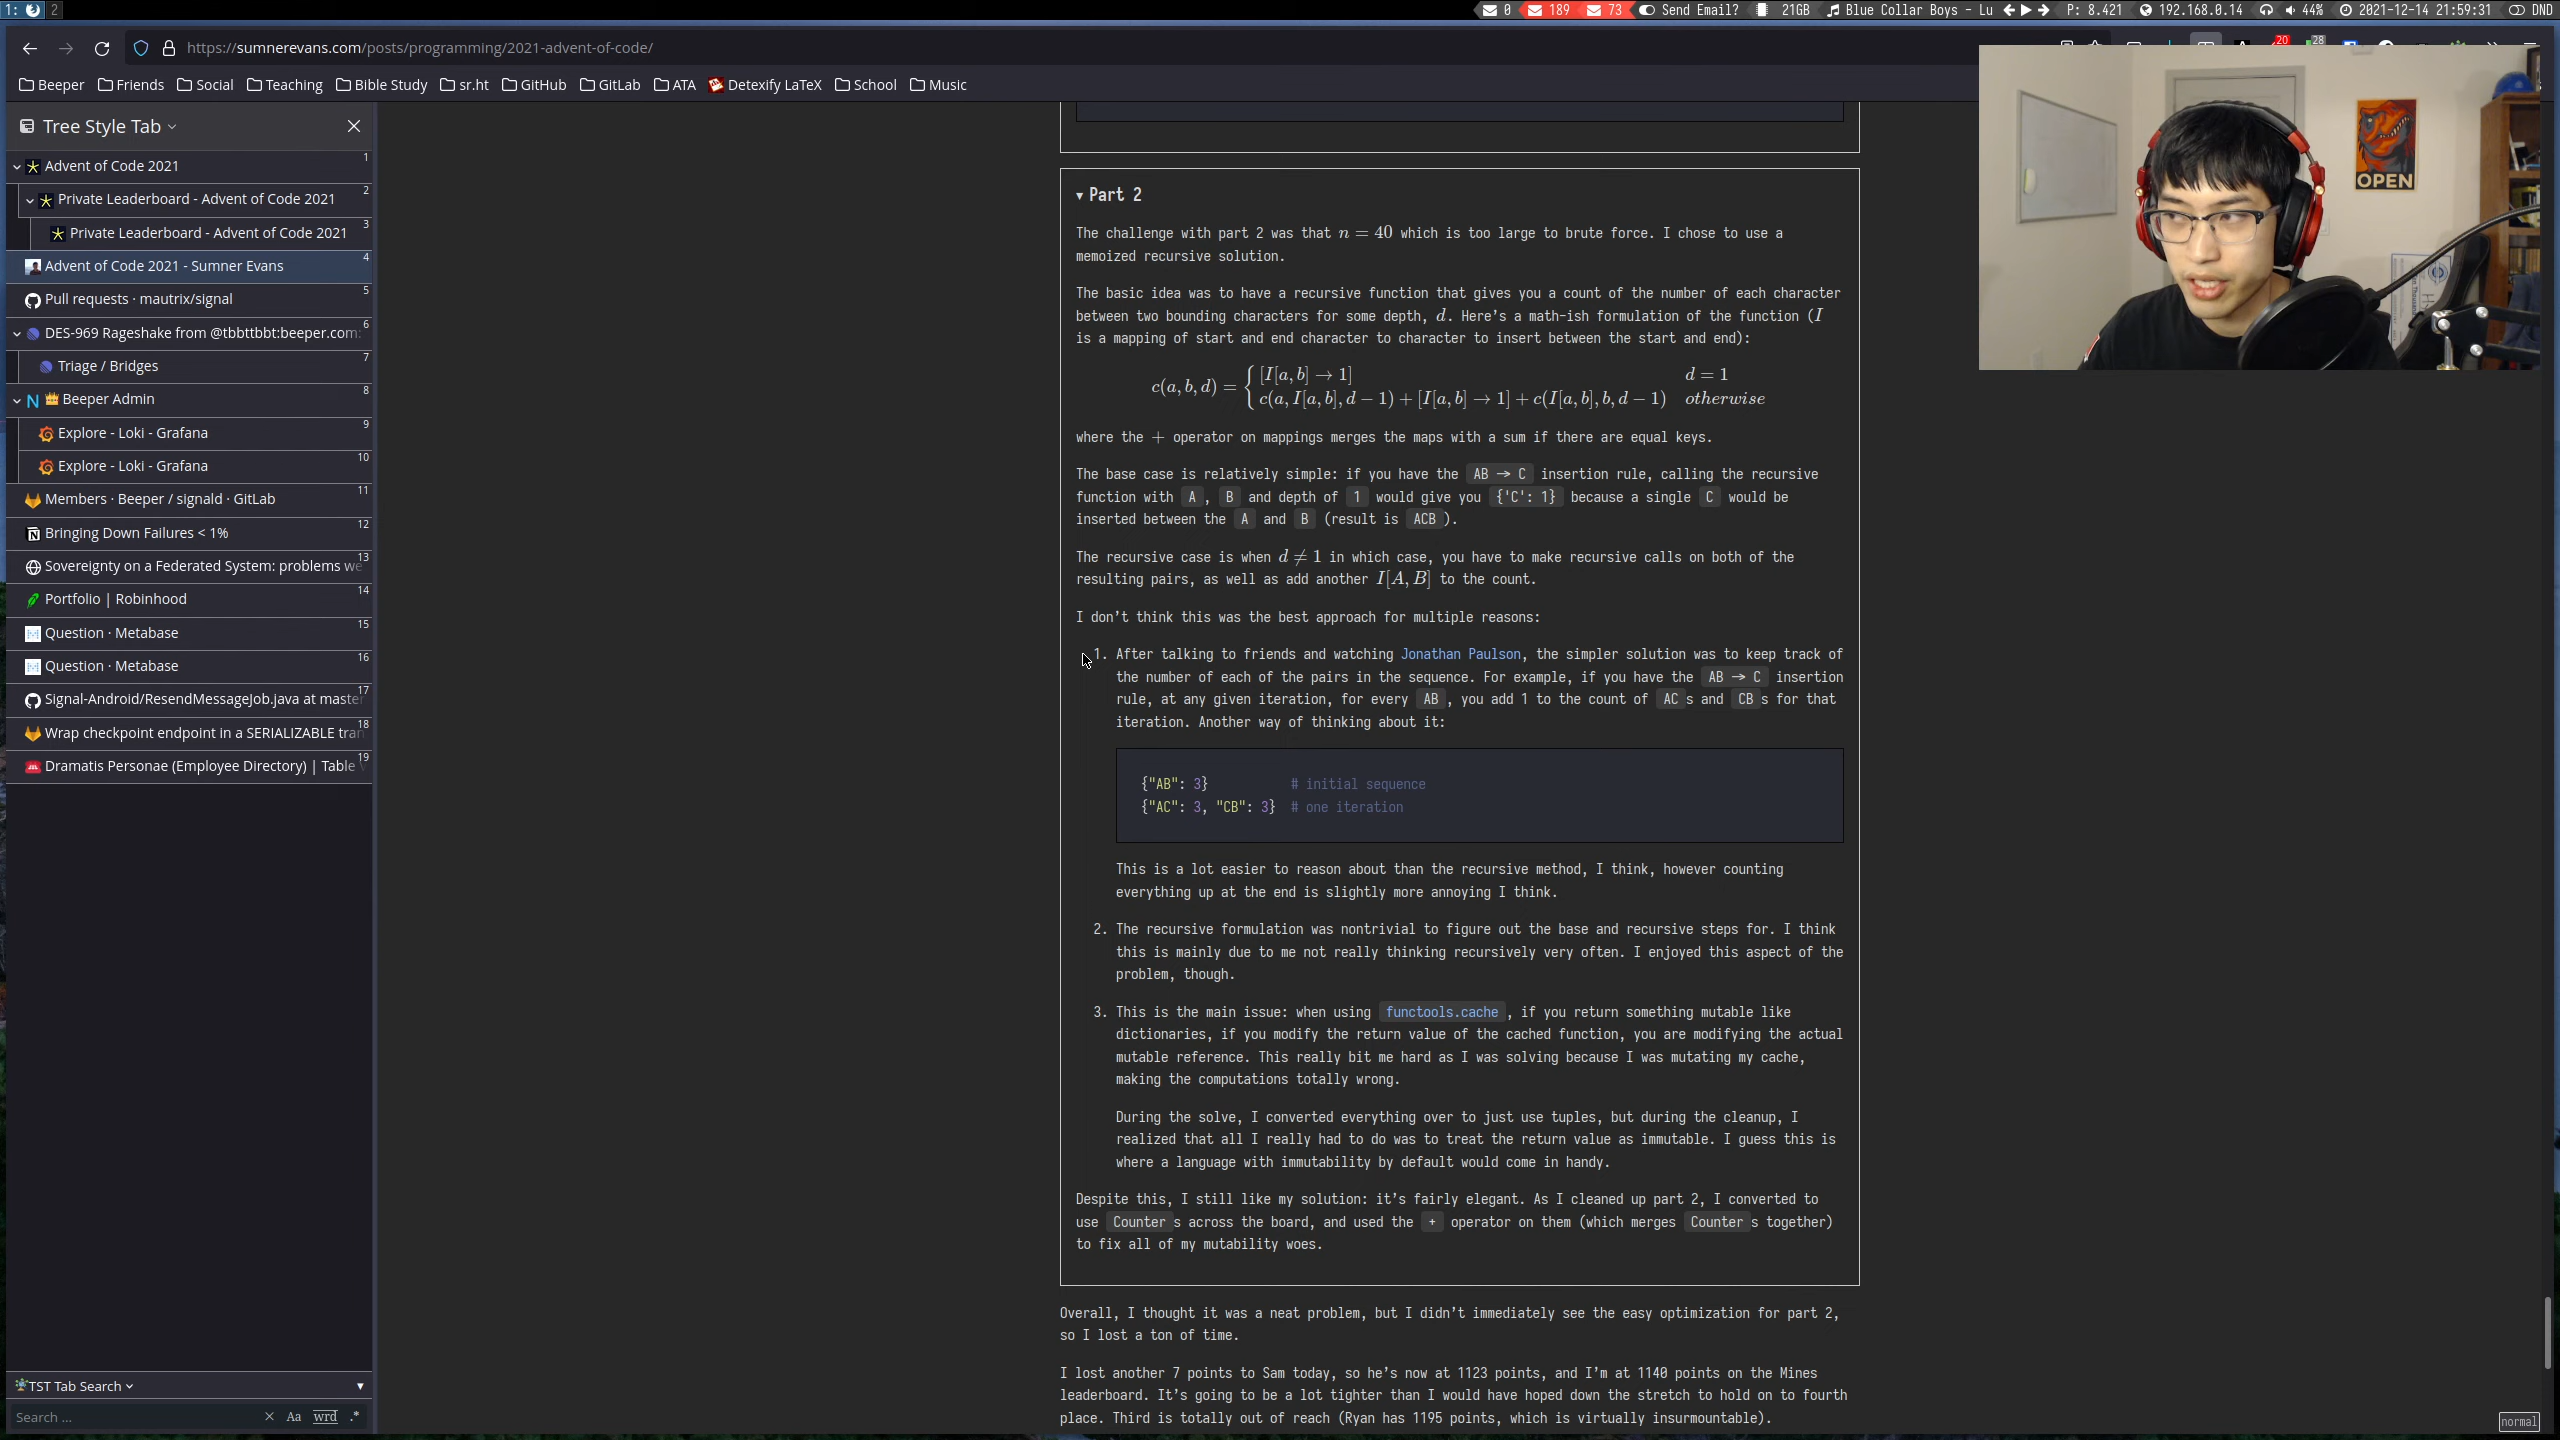 1: 2 0 189 73 Send Email? 21GB Blue Collar Boys - Lu P: 8.421 192.168.0.14 44% 2021-12-14 21:59:31 DND
https://sumnerevans.com/posts/programming/2021-advent-of-code/ 20 28
Beeper Friends Social Teaching Bible Study sr.ht GitHub GitLab ATA Detexify LaTeX School Music
Tree Style Tab
Advent of Code 2021 1
Private Leaderboard - Advent of Code 2021 2
Private Leaderboard - Advent of Code 2021 3
Advent of Code 2021 - Sumner Evans 4
Pull requests · mautrix/signal 5
DES-969 Rageshake from @tbbttbbt:beeper.com: 6
Triage / Bridges 7
Beeper Admin 8
Explore - Loki - Grafana 9
Explore - Loki - Grafana 10
Members · Beeper / signald · GitLab 11
Bringing Down Failures < 1% 12
Sovereignty on a Federated System: problems we 13
Portfolio | Robinhood 14
Question · Metabase 15
Question · Metabase 16
Signal-Android/ResendMessageJob.java at maste 17
Wrap checkpoint endpoint in a SERIALIZABLE tran 18
Dramatis Personae (Employee Directory) | Table 19
TST Tab Search
Search ... Aa wrd .*
Part 2
The challenge with part 2 was that n = 40 which is too large to brute force. I chose to use a
memoized recursive solution.
The basic idea was to have a recursive function that gives you a count of the number of each character
between two bounding characters for some depth, d. Here's a math-ish formulation of the function (I
is a mapping of start and end character to character to insert between the start and end):
c(a, b, d) = { [I[a, b] → 1] d = 1
c(a, I[a, b], d − 1) + [I[a, b] → 1] + c(I[a, b], b, d − 1) otherwise
where the + operator on mappings merges the maps with a sum if there are equal keys.
The base case is relatively simple: if you have the AB → C insertion rule, calling the recursive
function with A , B and depth of 1 would give you {'C': 1} because a single C would be
inserted between the A and B (result is ACB ).
The recursive case is when d ≠ 1 in which case, you have to make recursive calls on both of the
resulting pairs, as well as add another I[A, B] to the count.
I don't think this was the best approach for multiple reasons:
1. After talking to friends and watching Jonathan Paulson, the simpler solution was to keep track of
the number of each of the pairs in the sequence. For example, if you have the AB → C insertion
rule, at any given iteration, for every AB , you add 1 to the count of AC s and CB s for that
iteration. Another way of thinking about it:
{"AB": 3} # initial sequence
{"AC": 3, "CB": 3} # one iteration
This is a lot easier to reason about than the recursive method, I think, however counting
everything up at the end is slightly more annoying I think.
2. The recursive formulation was nontrivial to figure out the base and recursive steps for. I think
this is mainly due to me not really thinking recursively very often. I enjoyed this aspect of the
problem, though.
3. This is the main issue: when using functools.cache , if you return something mutable like
dictionaries, if you modify the return value of the cached function, you are modifying the actual
mutable reference. This really bit me hard as I was solving because I was mutating my cache,
making the computations totally wrong.
During the solve, I converted everything over to just use tuples, but during the cleanup, I
realized that all I really had to do was to treat the return value as immutable. I guess this is
where a language with immutability by default would come in handy.
Despite this, I still like my solution: it's fairly elegant. As I cleaned up part 2, I converted to
use Counter s across the board, and used the + operator on them (which merges Counter s together)
to fix all of my mutability woes.
Overall, I thought it was a neat problem, but I didn't immediately see the easy optimization for part 2,
so I lost a ton of time.
I lost another 7 points to Sam today, so he's now at 1123 points, and I'm at 1140 points on the Mines
leaderboard. It's going to be a lot tighter than I would have hoped down the stretch to hold on to fourth
place. Third is totally out of reach (Ryan has 1195 points, which is virtually insurmountable).
OPEN
normal